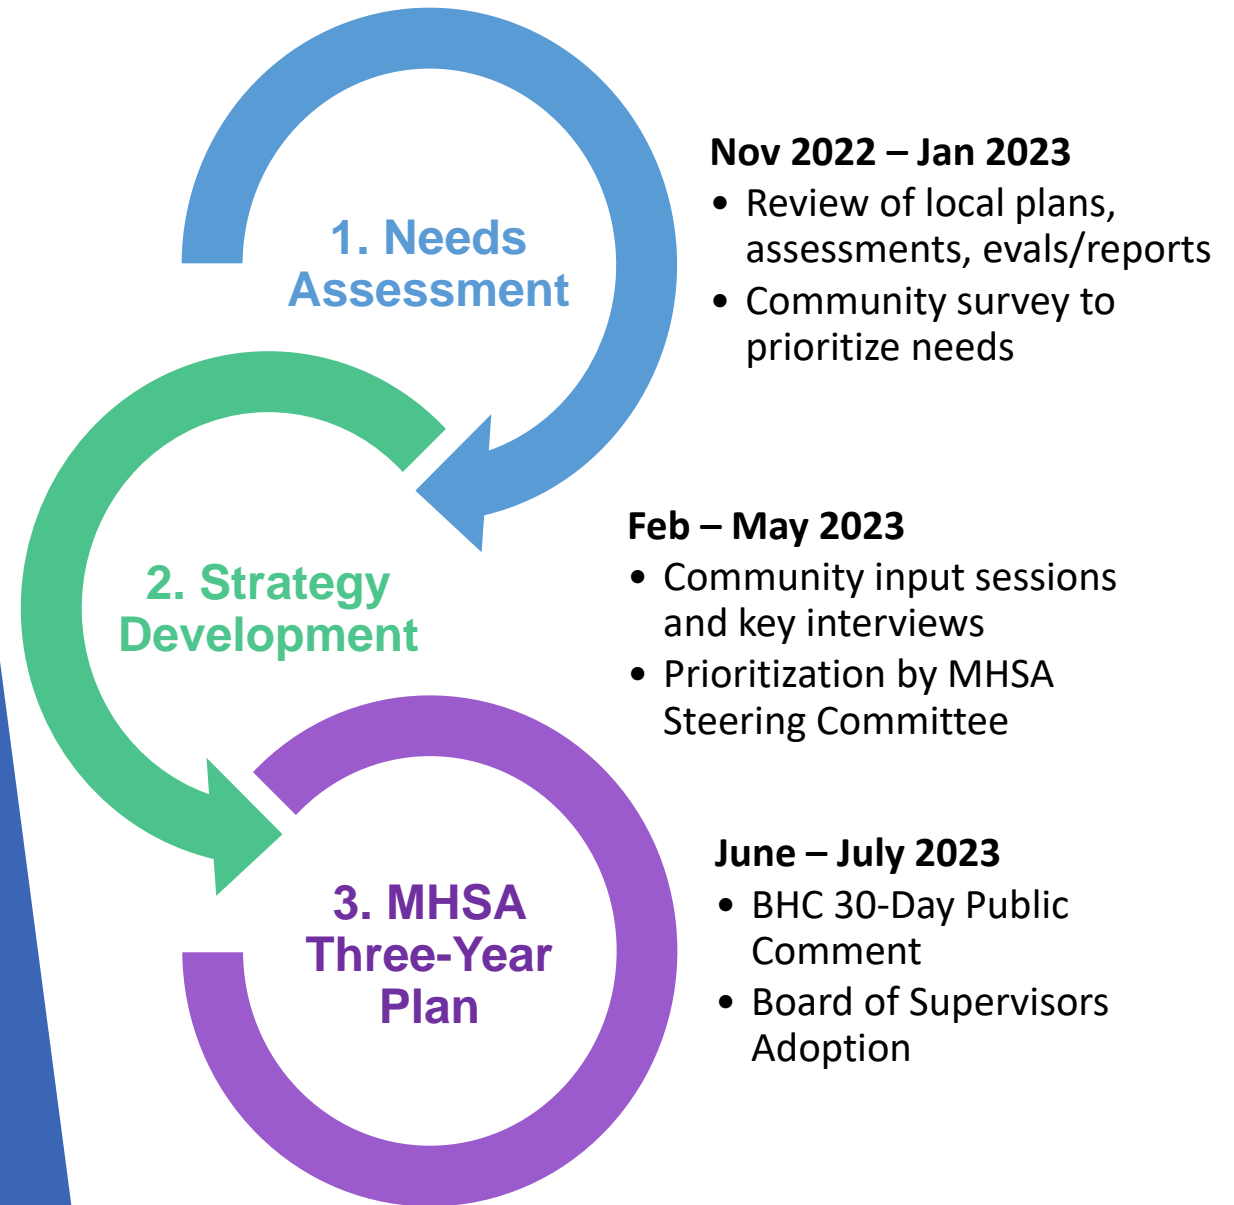 1. Needs
Assessment
Nov 2022 – Jan 2023
• Review of local plans,
assessments, evals/reports
• Community survey to
prioritize needs
2. Strategy
Development
Feb – May 2023
• Community input sessions
and key interviews
• Prioritization by MHSA
Steering Committee
3. MHSA
Three-Year
Plan
June – July 2023
• BHC 30-Day Public
Comment
• Board of Supervisors
Adoption